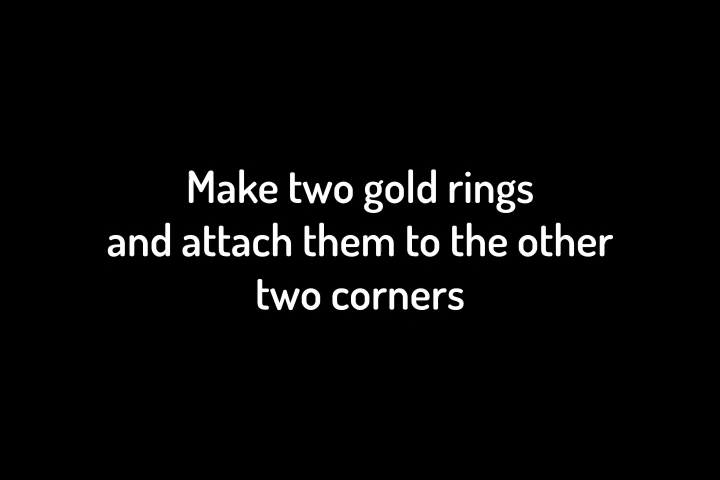 Make two gold rings
and attach them to the other
two corners